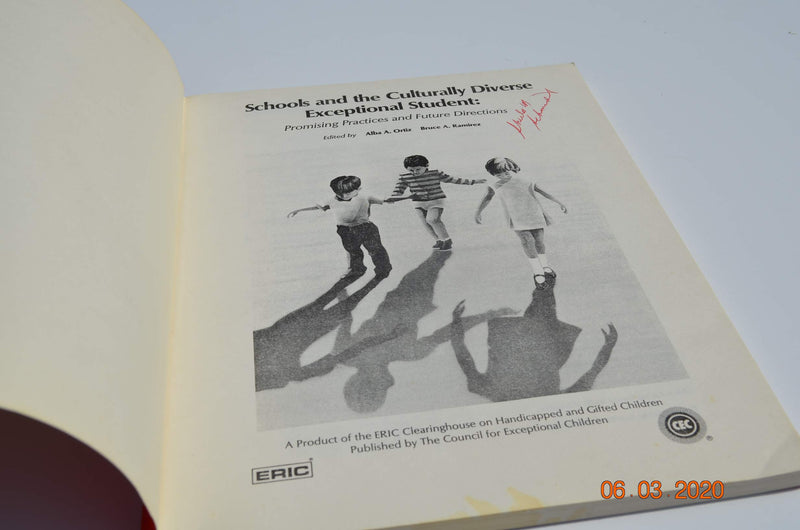 Schools and the Culturally Diverse
Exceptional Student:
Promising Practices and Future Directions
Edited by Alba A. Ortiz Bruce A. Ramirez
A Product of the ERIC Clearinghouse on Handicapped and Gifted Children
Published by The Council for Exceptional Children
ERIC®
CEC®
06.03.2020